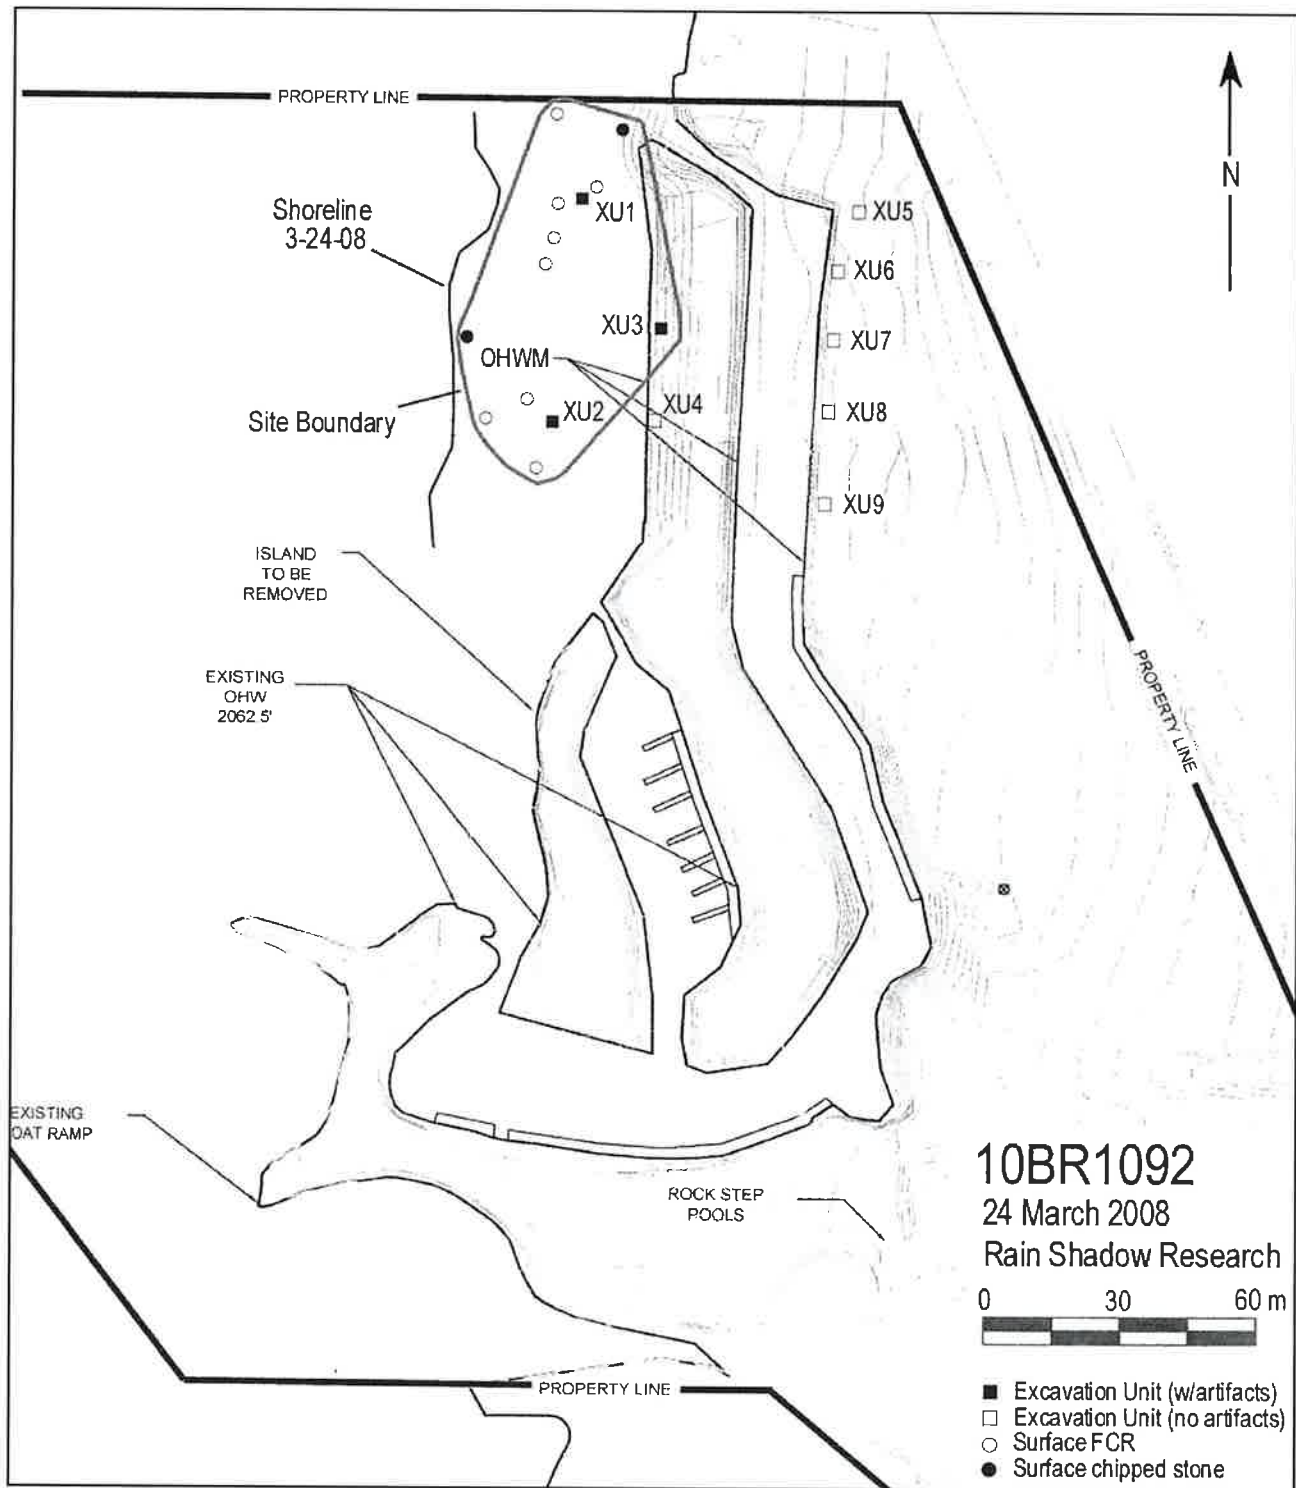 PROPERTY LINE
N
Shoreline
3-24-08
XU1
XU5
XU6
XU3
XU7
OHWM
XU4
XU8
XU2
Site Boundary
XU9
ISLAND
TO BE
REMOVED
EXISTING
OHW
2062 5'
PROPERTY LINE
EXISTING
OAT RAMP
ROCK STEP
POOLS
10BR1092
24 March 2008
Rain Shadow Research
0 30 60 m
PROPERTY LINE
Excavation Unit (w/artifacts)
Excavation Unit (no artifacts)
Surface FCR
Surface chipped stone